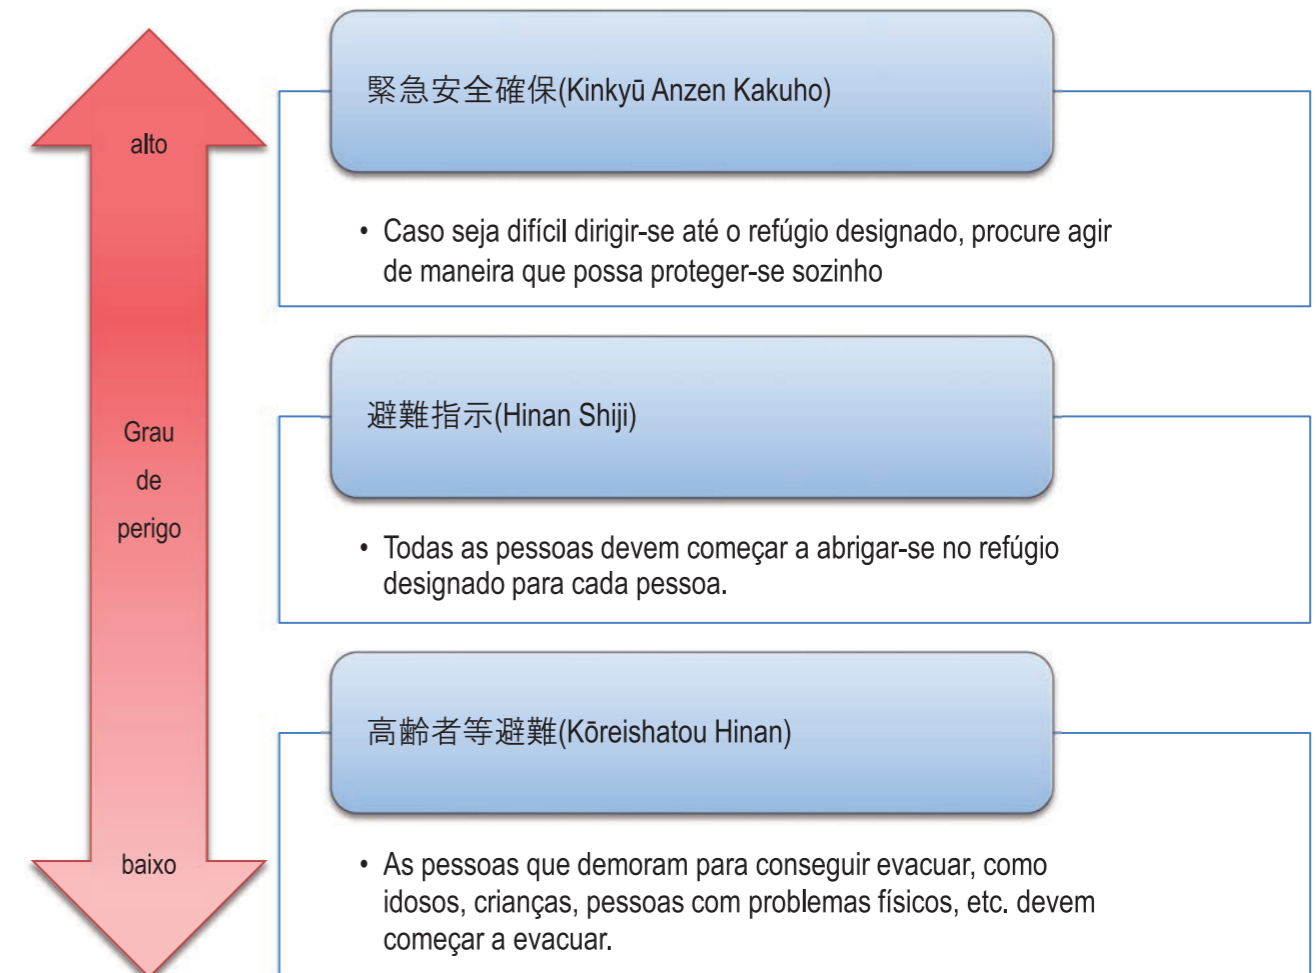 alto
Grau
de
perigo
baixo
緊急安全確保(Kinkyū Anzen Kakuho)
• Caso seja difícil dirigir-se até o refúgio designado, procure agir
de maneira que possa proteger-se sozinho
避難指示(Hinan Shiji)
• Todas as pessoas devem começar a abrigar-se no refúgio
designado para cada pessoa.
高齢者等避難(Kōreishatou Hinan)
• As pessoas que demoram para conseguir evacuar, como
idosos, crianças, pessoas com problemas físicos, etc. devem
começar a evacuar.